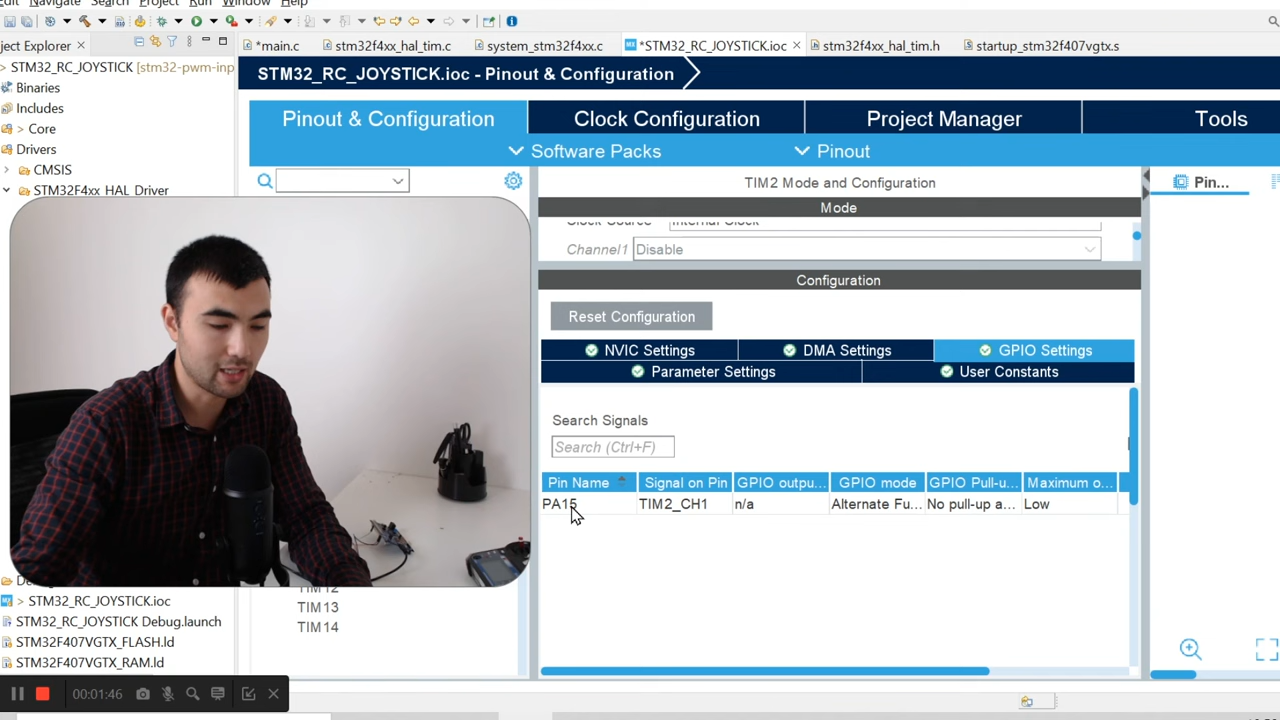 Navigate Search Project Run Window Help
ject Explorer
*main.c stm32f4xx_hal_tim.c system_stm32f4xx.c *STM32_RC_JOYSTICK.ioc stm32f4xx_hal_tim.h startup_stm32f407vgtx.s
> STM32_RC_JOYSTICK [stm32-pwm-inp
Binaries
Includes
> Core
Drivers
CMSIS
STM32F4xx_HAL_Driver
STM32_RC_JOYSTICK.ioc - Pinout & Configuration
Pinout & Configuration Clock Configuration Project Manager Tools
Software Packs Pinout
TIM2 Mode and Configuration
Pin...
Mode
Clock Source Internal Clock
Channel1 Disable
Configuration
Reset Configuration
NVIC Settings DMA Settings GPIO Settings
Parameter Settings User Constants
Search Signals
Search (Ctrl+F)
Pin Name Signal on Pin GPIO outpu... GPIO mode GPIO Pull-u... Maximum o...
PA15 TIM2_CH1 n/a Alternate Fu... No pull-up a... Low
TIM12
TIM13
TIM14
> STM32_RC_JOYSTICK.ioc
STM32_RC_JOYSTICK Debug.launch
STM32F407VGTX_FLASH.ld
STM32F407VGTX_RAM.ld
00:01:46